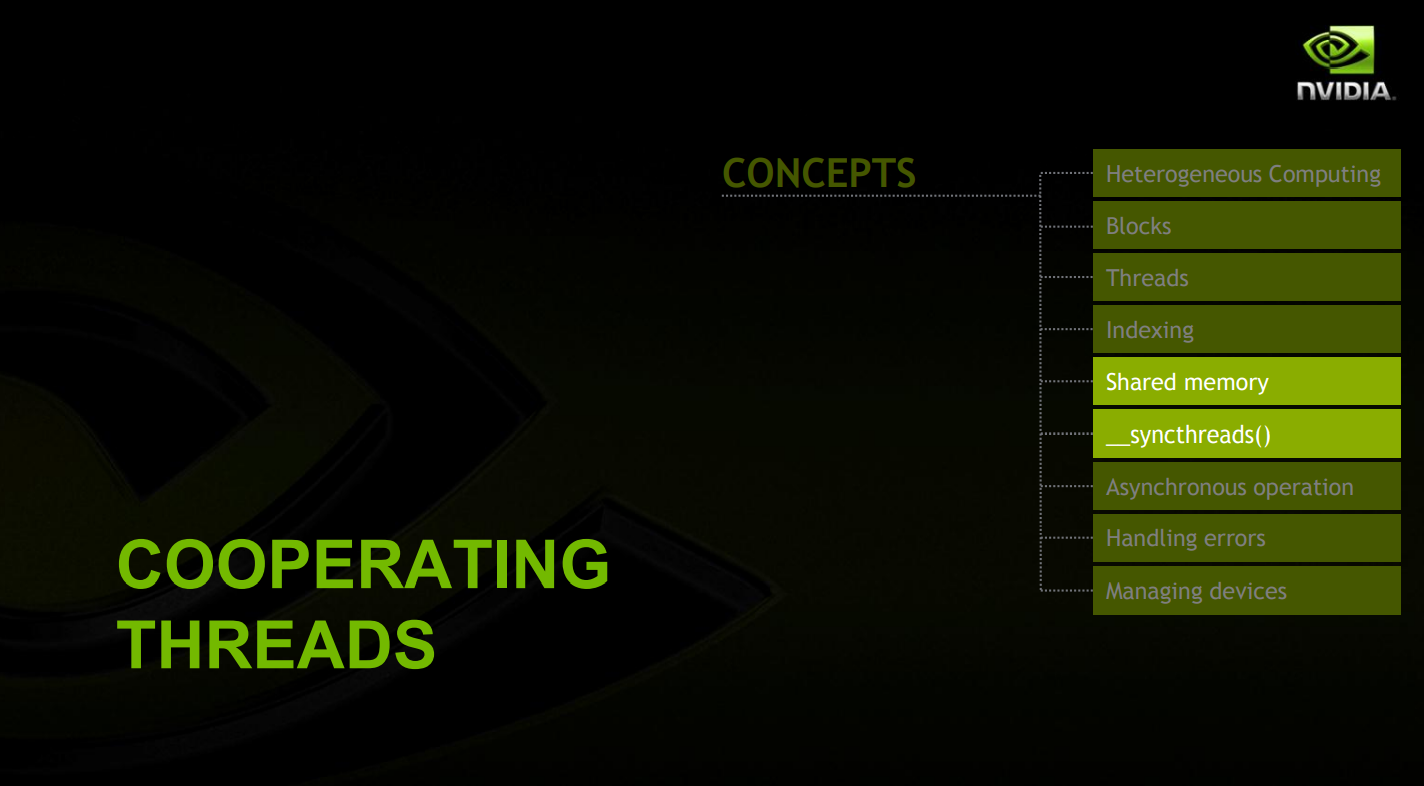 NVIDIA.
CONCEPTS
Heterogeneous Computing
Blocks
Threads
Indexing
Shared memory
__syncthreads()
Asynchronous operation
Handling errors
Managing devices
COOPERATING
THREADS